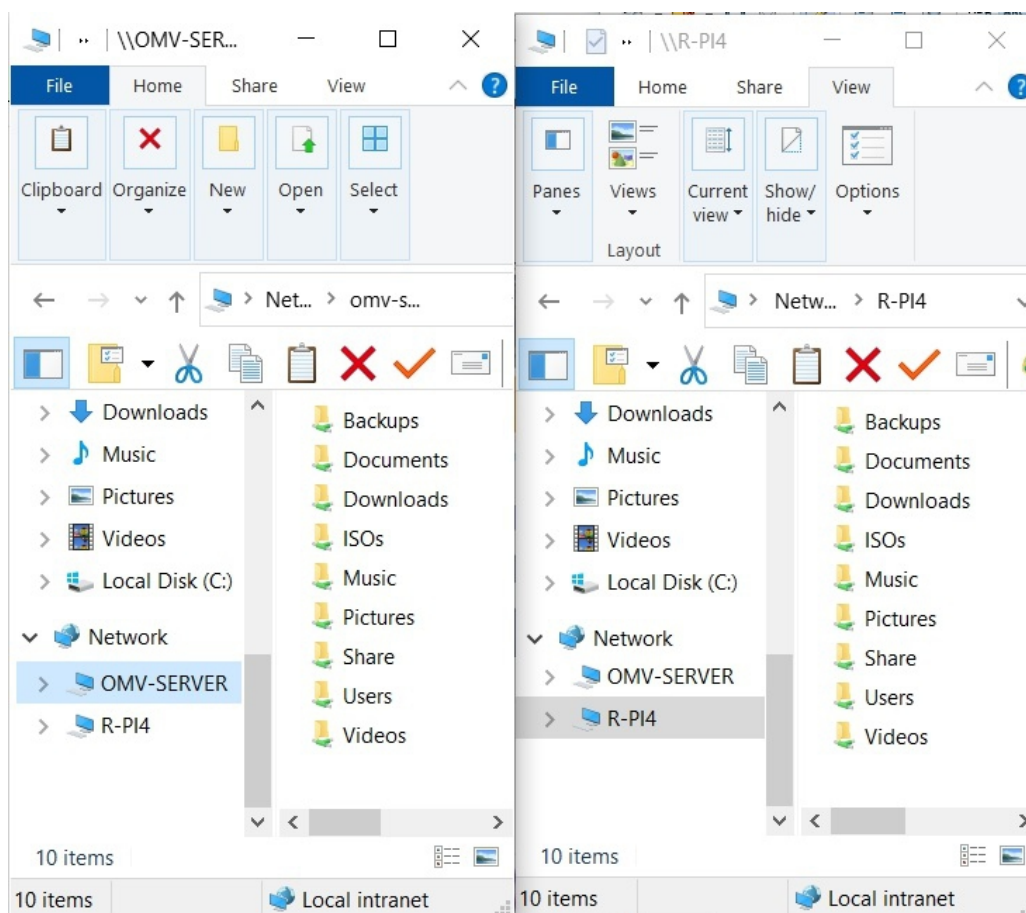 \\OMV-SER...
File Home Share View
Clipboard Organize New Open Select
Net... omv-s...
Downloads
Music
Pictures
Videos
Local Disk (C:)
Network
OMV-SERVER
R-PI4
Backups
Documents
Downloads
ISOs
Music
Pictures
Share
Users
Videos
10 items
10 items Local intranet
\\R-PI4
File Home Share View
Panes Views Current view Show/ hide Options
Layout
Netw... R-PI4
Downloads
Music
Pictures
Videos
Local Disk (C:)
Network
OMV-SERVER
R-PI4
Backups
Documents
Downloads
ISOs
Music
Pictures
Share
Users
Videos
10 items
10 items Local intranet